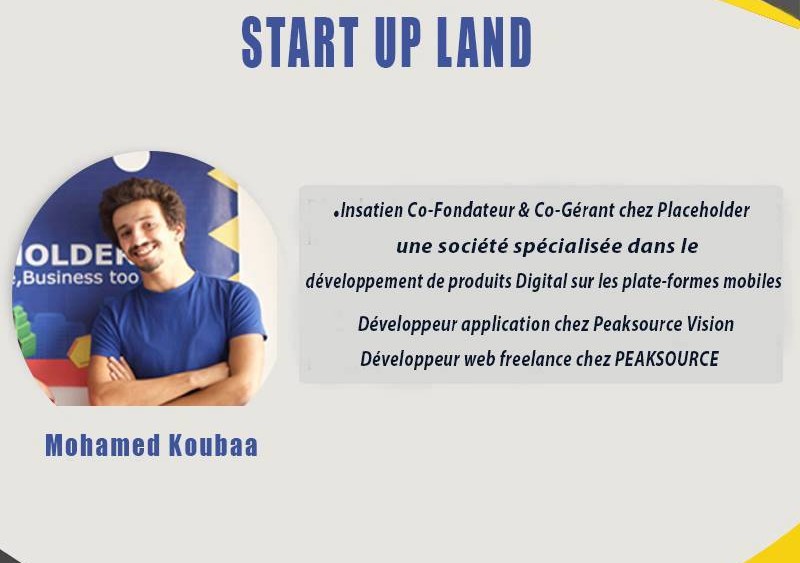 START UP LAND
HOLDER
,Business too
.Insatien Co-Fondateur & Co-Gérant chez Placeholder
une société spécialisée dans le
développement de produits Digital sur les plate-formes mobiles
Développeur application chez Peaksource Vision
Développeur web freelance chez PEAKSOURCE
Mohamed Koubaa